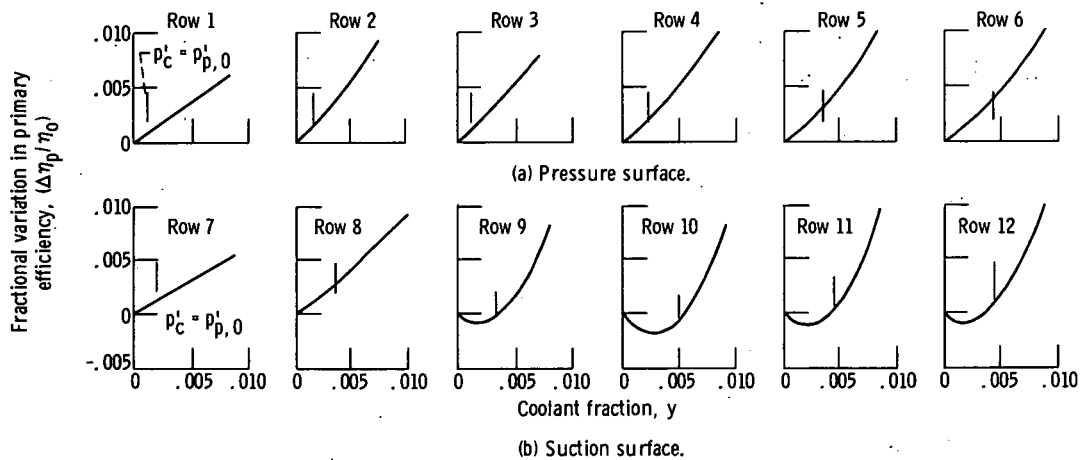 Row 1 Row 2 Row 3 Row 4 Row 5 Row 6
.010
p'c = p'p,0
.005
0
(a) Pressure surface.
Fractional variation in primary
efficiency, (Δηp/η0)
.010
Row 7 Row 8 Row 9 Row 10 Row 11 Row 12
.005
0
p'c = p'p,0
-.005
0 .005 .010 0 .005 .010 0 .005 .010 0 .005 .010 0 .005 .010 0 .005 .010
Coolant fraction, y
(b) Suction surface.